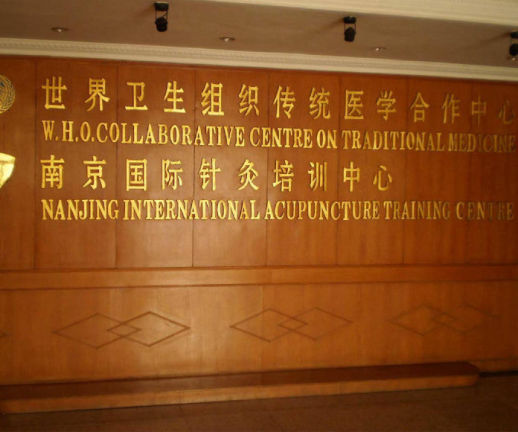 世界卫生组织传统医学合作中心
W.H.O.COLLABORATIVE CENTRE ON TRADITIONAL MEDICINE
南京国际针灸培训中心
NANJING INTERNATIONAL ACUPUNCTURE TRAINING CENTRE